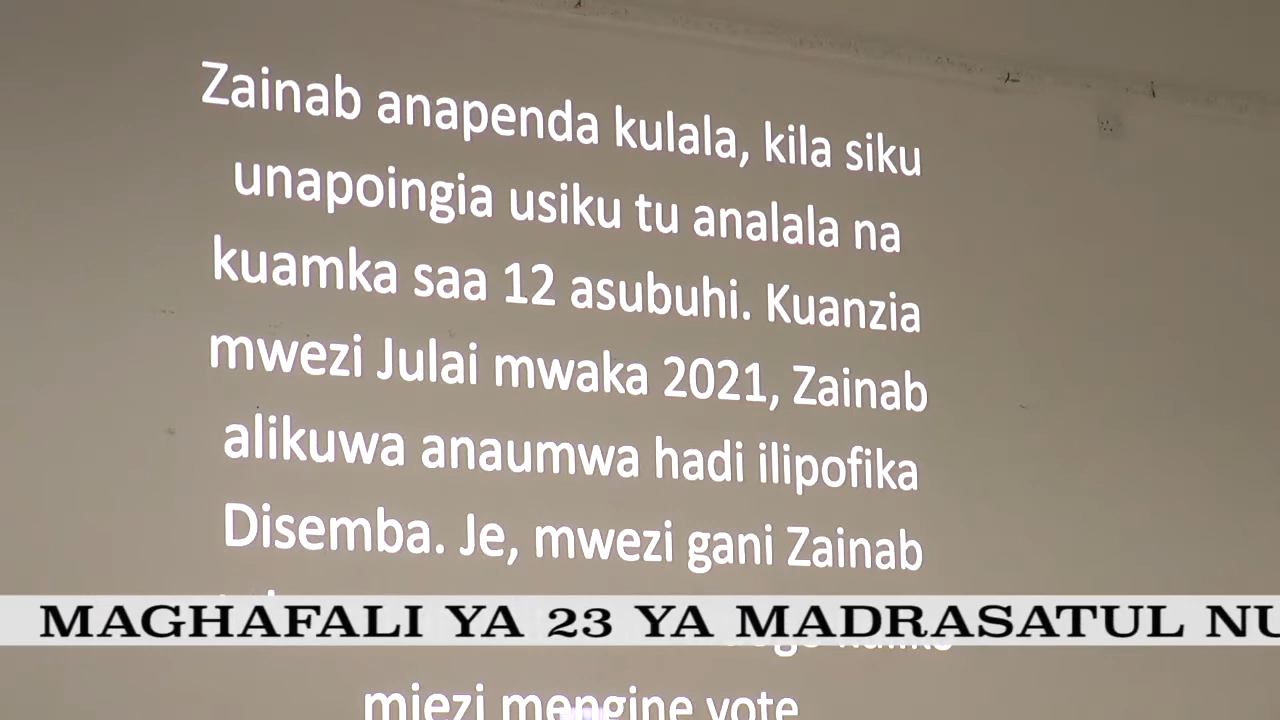 Zainab anapenda kulala, kila siku
unapoingia usiku tu analala na
kuamka saa 12 asubuhi. Kuanzia
mwezi Julai mwaka 2021, Zainab
alikuwa anaumwa hadi ilipofika
Disemba. Je, mwezi gani Zainab
MAGHAFALI YA 23 YA MADRASATUL NU
miezi mengine yote